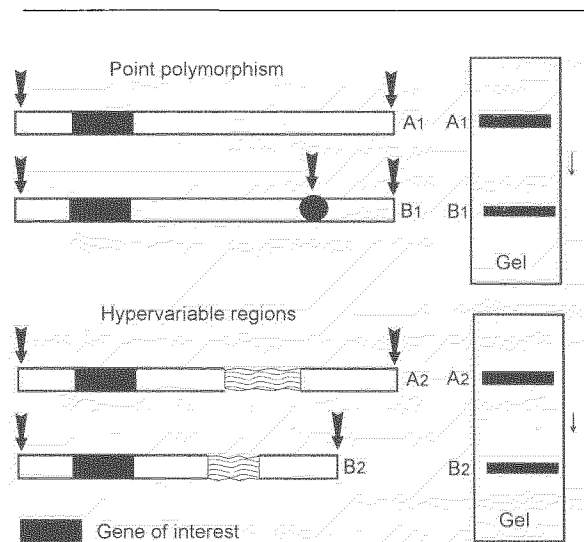 Point polymorphism
A1
A1
B1
B1
Gel
Hypervariable regions
A2
A2
B2
B2
Gel
Gene of interest